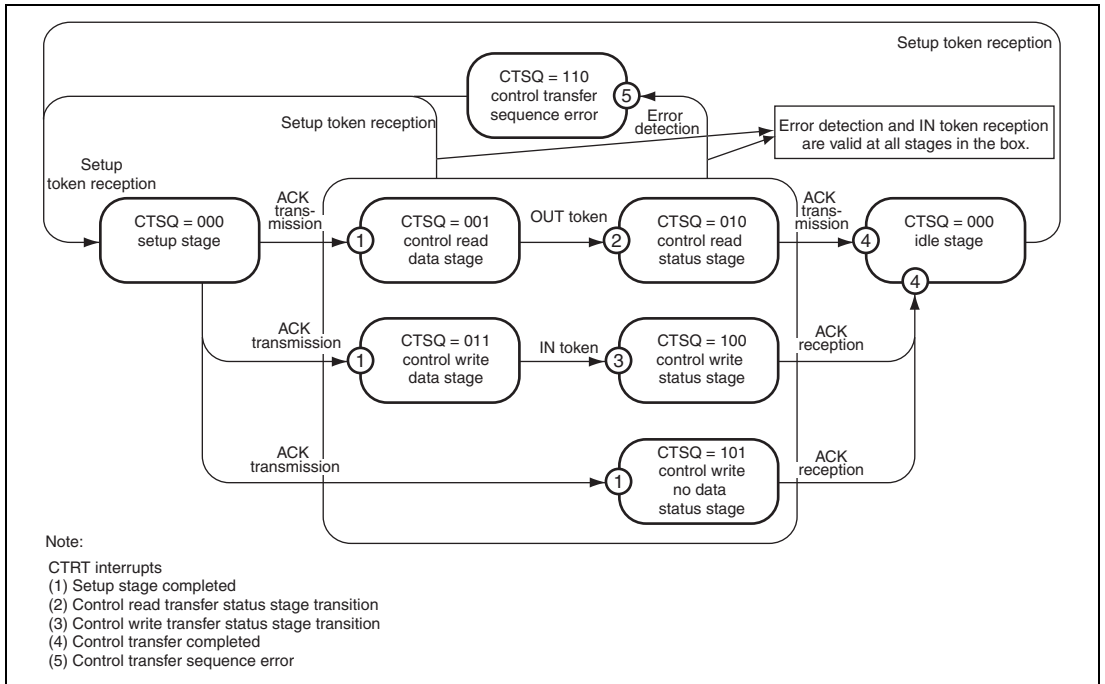 Setup token reception
CTSQ = 110
control transfer
sequence error
5
Setup token reception
Error
detection
Error detection and IN token reception
are valid at all stages in the box.
Setup
token reception
CTSQ = 000
setup stage
ACK
trans-
mission
1
CTSQ = 001
control read
data stage
OUT token
2
CTSQ = 010
control read
status stage
ACK
trans-
mission
4
CTSQ = 000
idle stage
4
ACK
transmission
1
CTSQ = 011
control write
data stage
IN token
3
CTSQ = 100
control write
status stage
ACK
reception
ACK
transmission
1
CTSQ = 101
control write
no data
status stage
ACK
reception
Note:
CTRT interrupts
(1) Setup stage completed
(2) Control read transfer status stage transition
(3) Control write transfer status stage transition
(4) Control transfer completed
(5) Control transfer sequence error